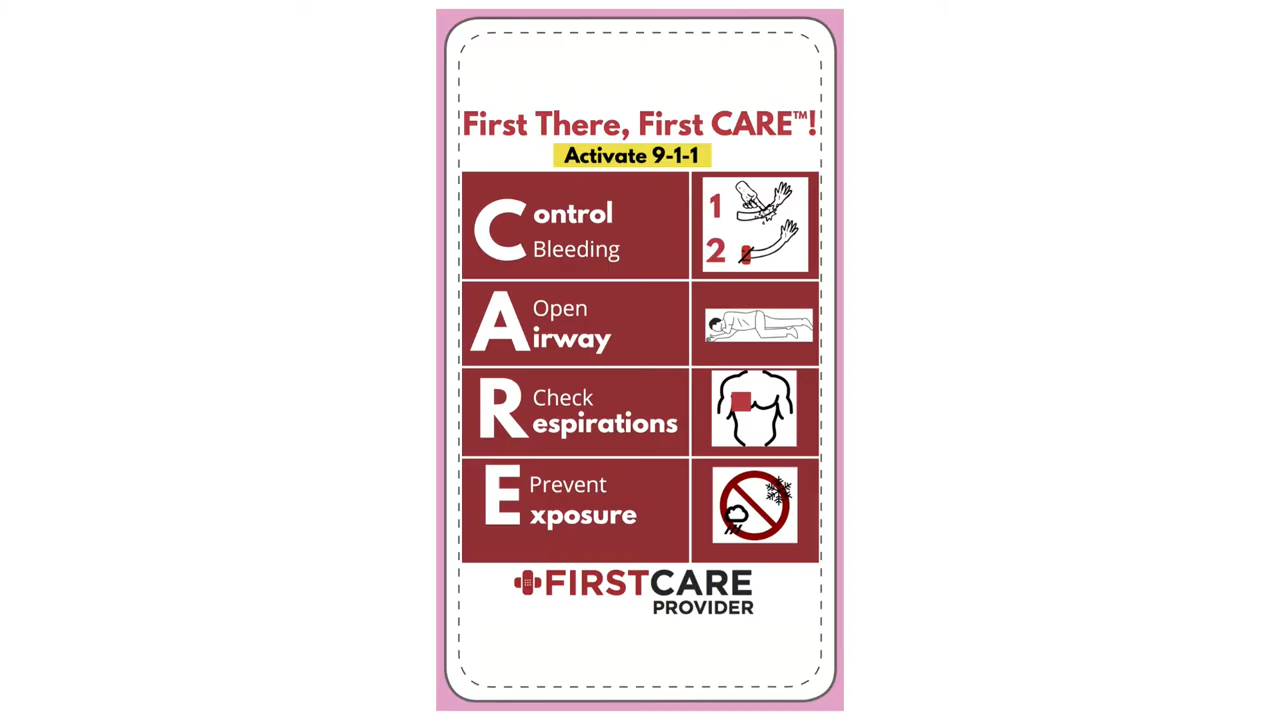 First There, First CARE™!
Activate 9-1-1
Control
Bleeding
1
2
Open
Airway
Check
Respirations
Prevent
Exposure
FIRSTCARE
PROVIDER